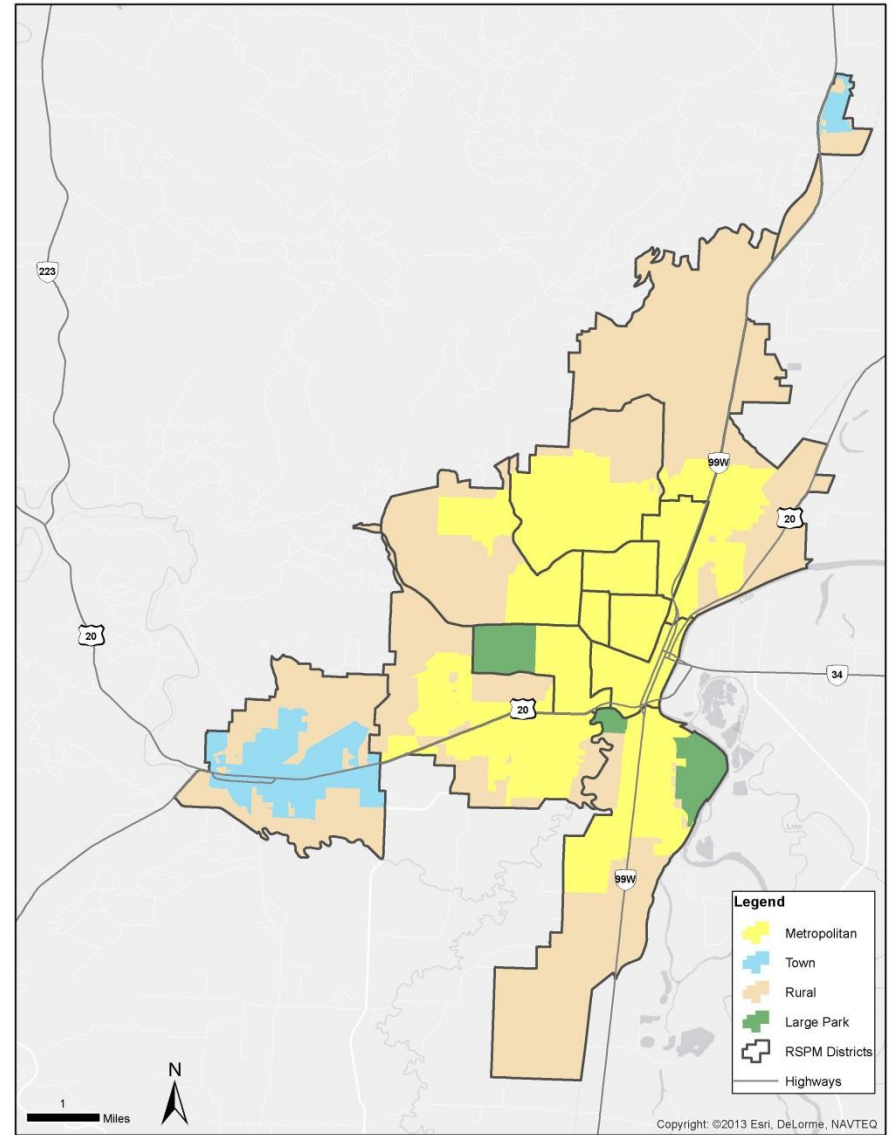 223
99W
20
20
34
20
99W
Linn
Linn
Legend
Metropolitan
Town
Rural
Large Park
RSPM Districts
Highways
N
1
Miles
Copyright: ©2013 Esri, DeLorme, NAVTEQ